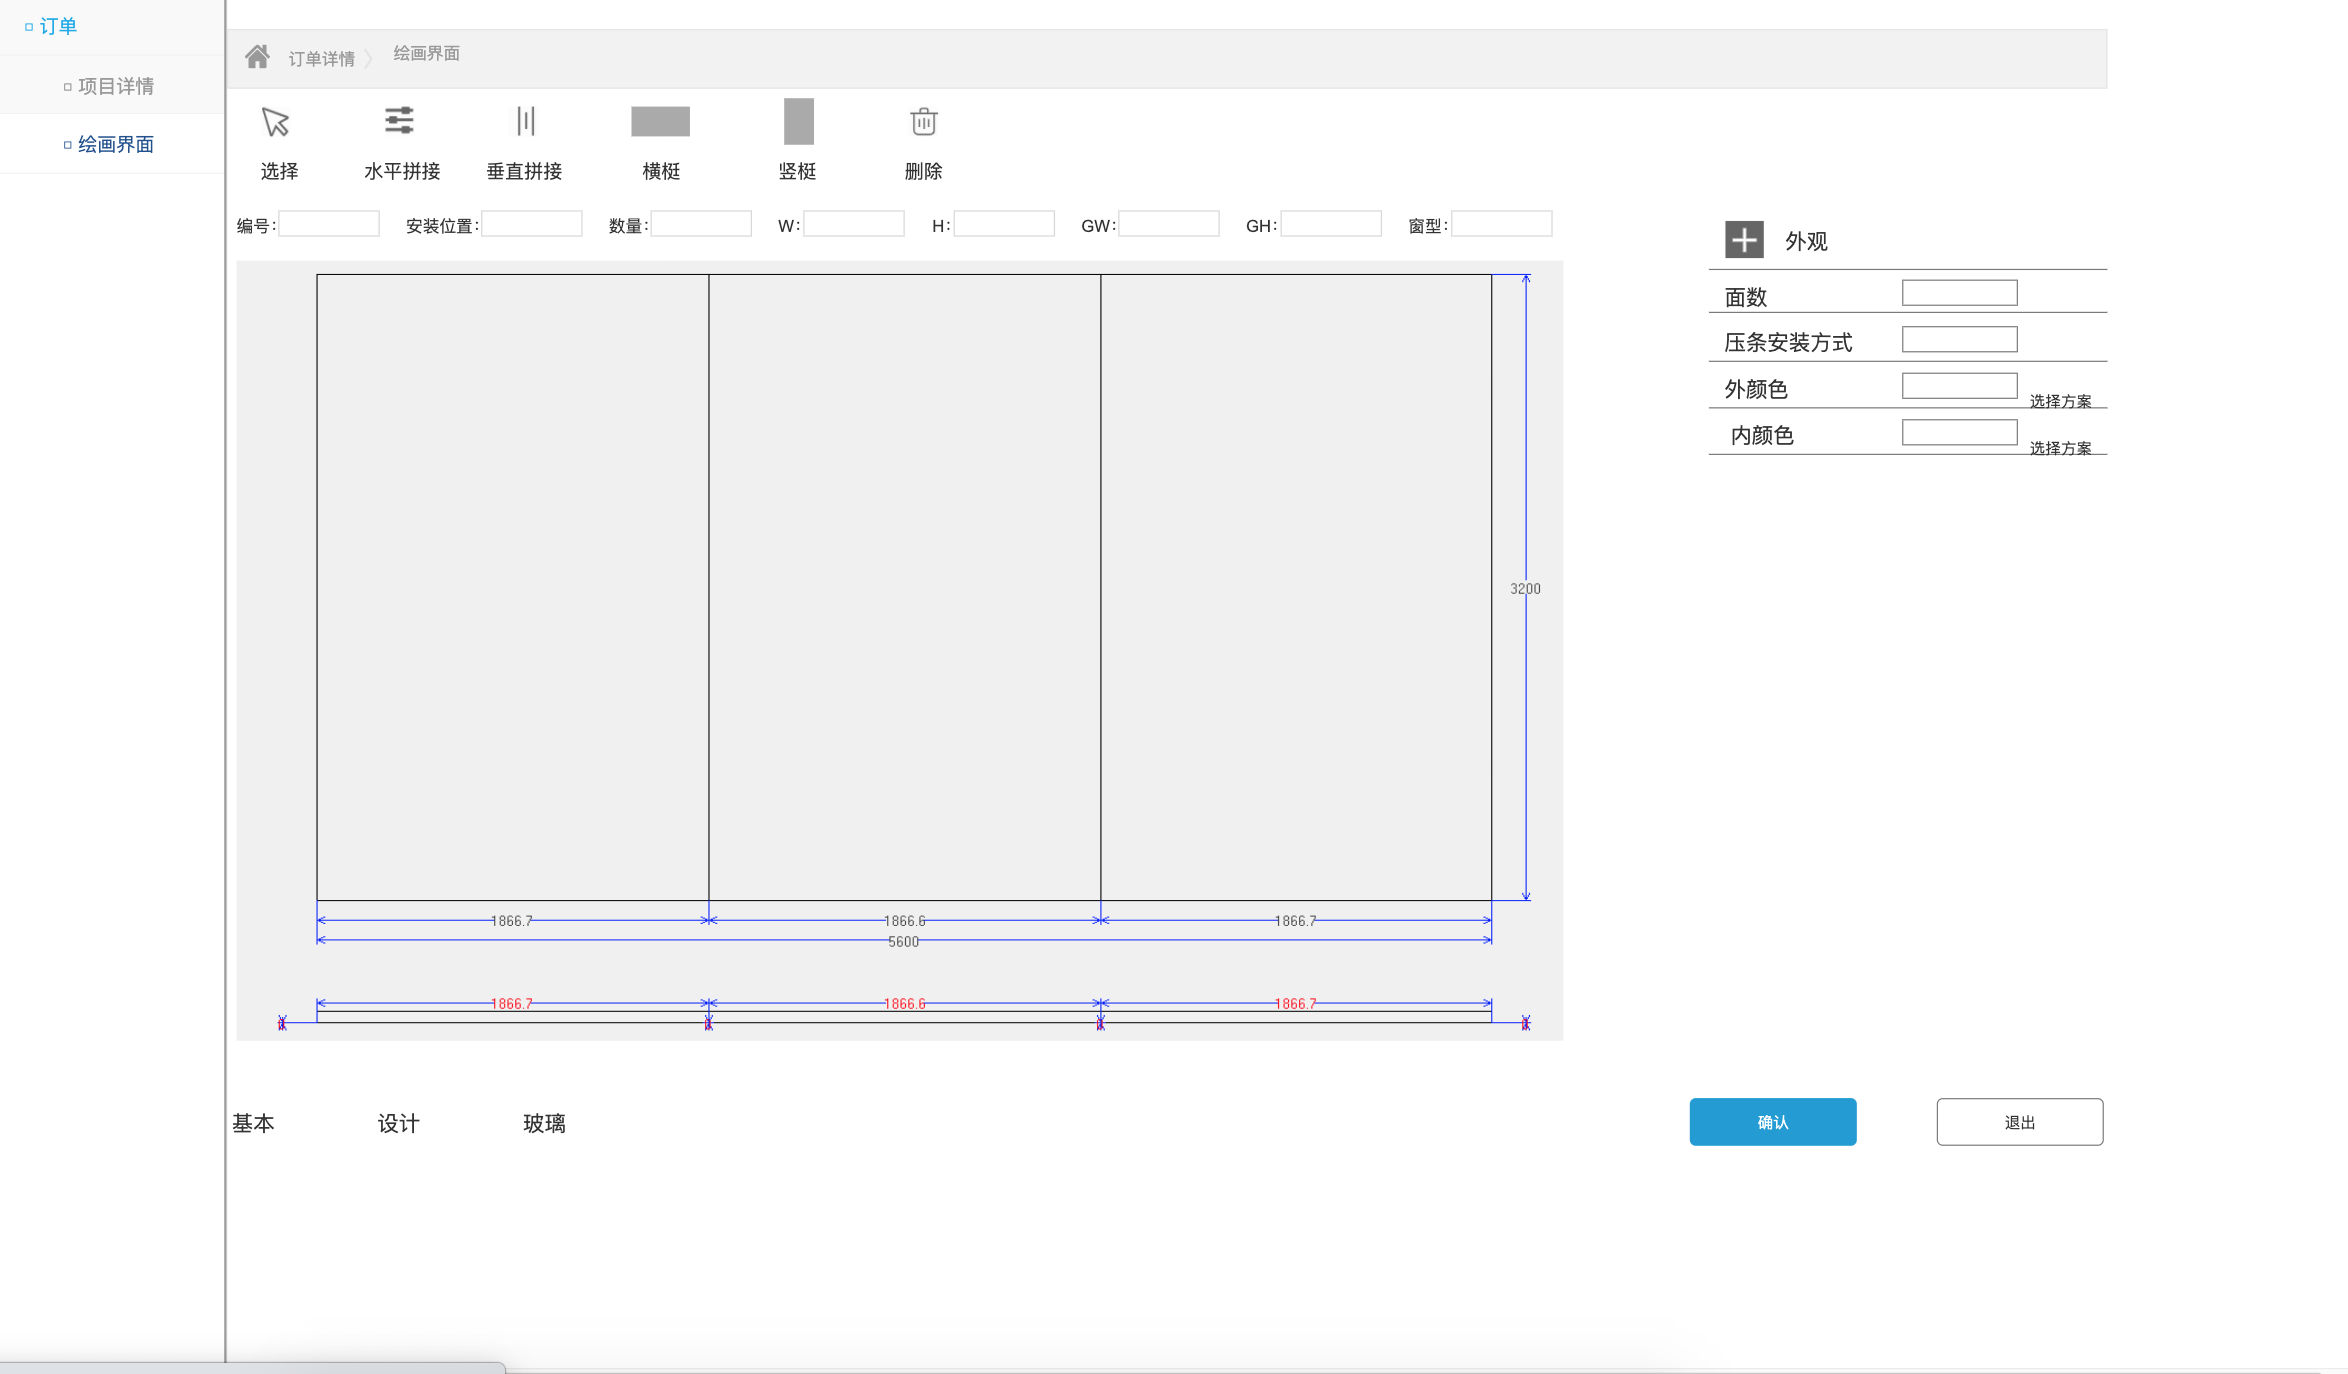 订单
项目详情
绘画界面
订单详情
绘画界面
选择
水平拼接
垂直拼接
横梃
竖梃
删除
编号:
安装位置:
数量:
W:
H:
GW:
GH:
窗型:
外观
面数
压条安装方式
外颜色
选择方案
内颜色
选择方案
3200
1866.7
1866.6
1866.7
5600
1866.7
1866.6
1866.7
基本
设计
玻璃
确认
退出